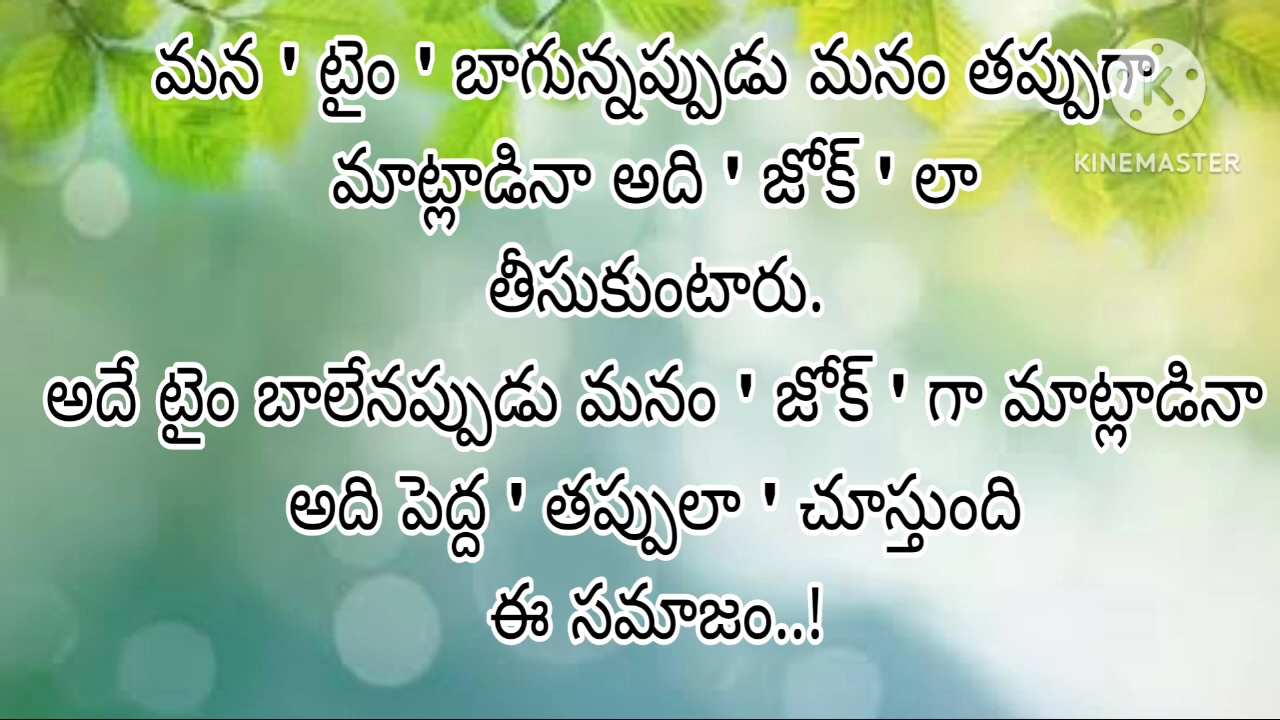 మన ' టైం ' బాగున్నప్పుడు మనం తప్పుగా
KINEMASTER
మాట్లాడినా అది ' జోక్ ' లా
తీసుకుంటారు.
అదే టైం బాలేనప్పుడు మనం ' జోక్ ' గా మాట్లాడినా
అది పెద్ద ' తప్పులా ' చూస్తుంది
ఈ సమాజం..!